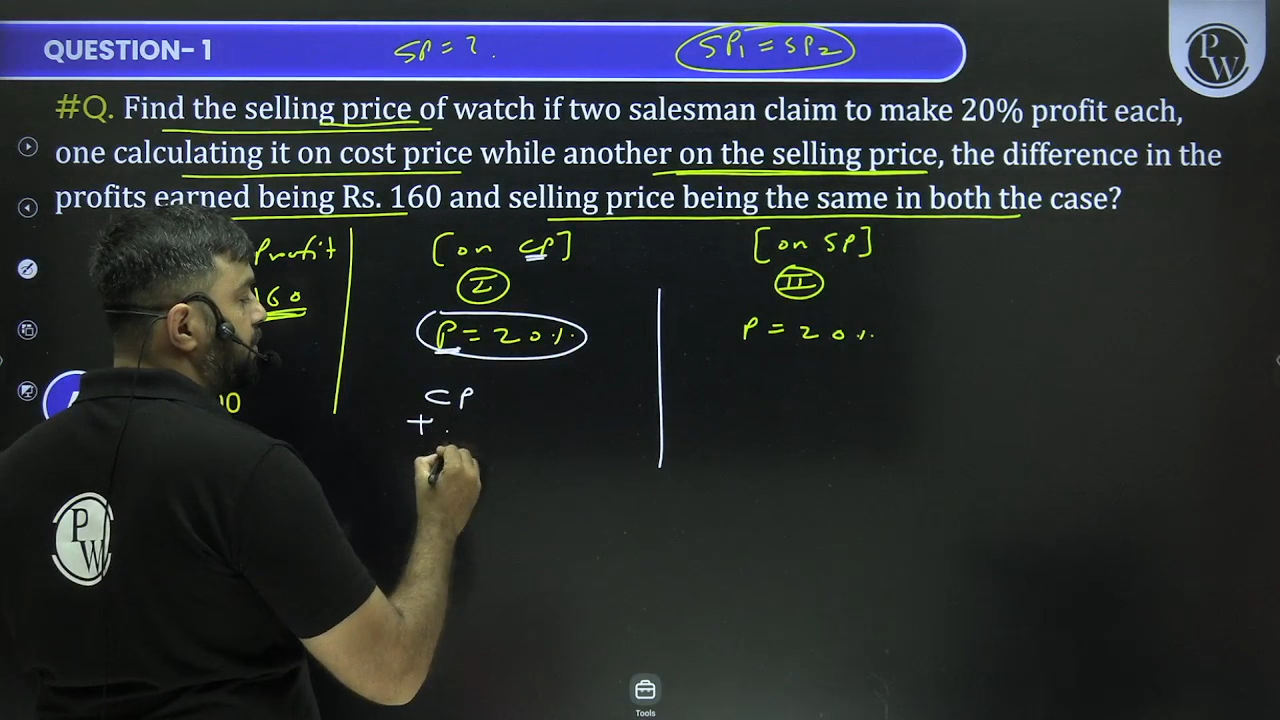 QUESTION- 1
SP = ?
SP₁ = SP₂
PW
#Q. Find the selling price of watch if two salesman claim to make 20% profit each,
one calculating it on cost price while another on the selling price, the difference in the
profits earned being Rs. 160 and selling price being the same in both the case?
Profit
160
[on CP]
I
P = 20%
CP
+
[on SP]
II
P = 20%
PW
Tools